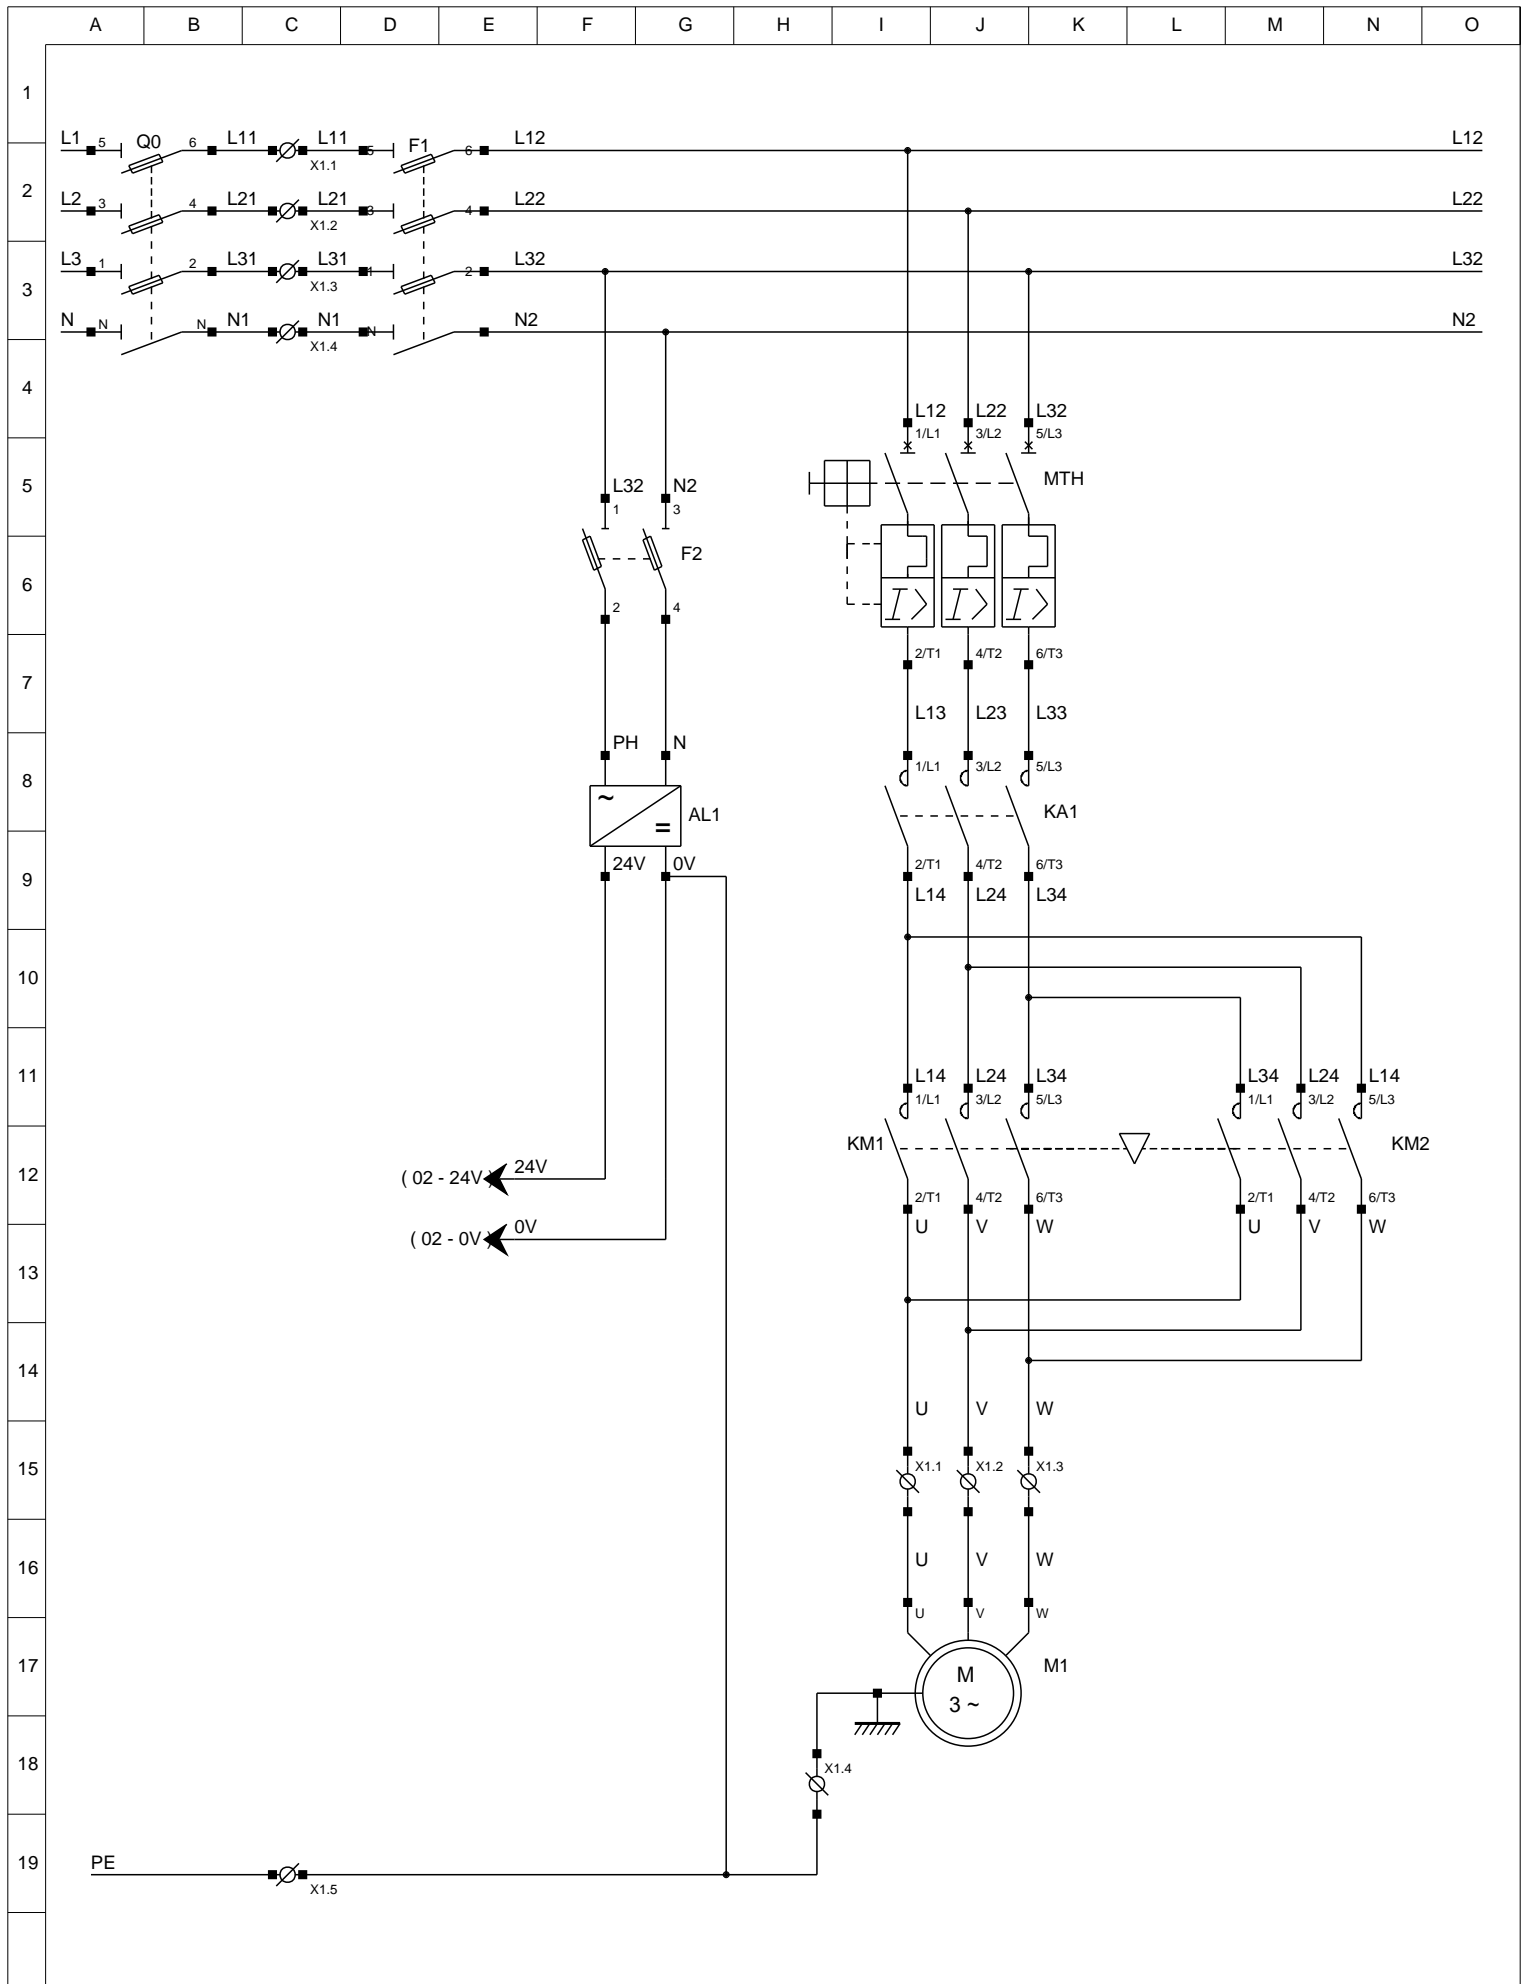 A B C D E F G H I J K L M N O
1
L1 5 Q0 6 L11 L11 5 F1 6 L12 L12
X1.1
2
L2 3 4 L21 L21 3 4 L22 L22
X1.2
L3 1 2 L31 L31 1 2 L32 L32
X1.3
3
N N N N1 N1 N N2 N2
X1.4
4
L12 L22 L32
1/L1 3/L2 5/L3
MTH
5
L32 N2
1 3
F2
6
2 4
I> I> I>
2/T1 4/T2 6/T3
7
L13 L23 L33
PH N
1/L1 3/L2 5/L3
8
~
=
AL1
KA1
24V 0V
2/T1 4/T2 6/T3
9
L14 L24 L34
10
11
L14 L24 L34 L34 L24 L14
1/L1 3/L2 5/L3 1/L1 3/L2 5/L3
KM1 KM2
12
( 02 - 24V ) 24V
2/T1 4/T2 6/T3 2/T1 4/T2 6/T3
U V W U V W
( 02 - 0V ) 0V
13
14
U V W
15
X1.1 X1.2 X1.3
16
U V W
U V W
17
M
3 ~
M1
18
X1.4
19
PE
X1.5